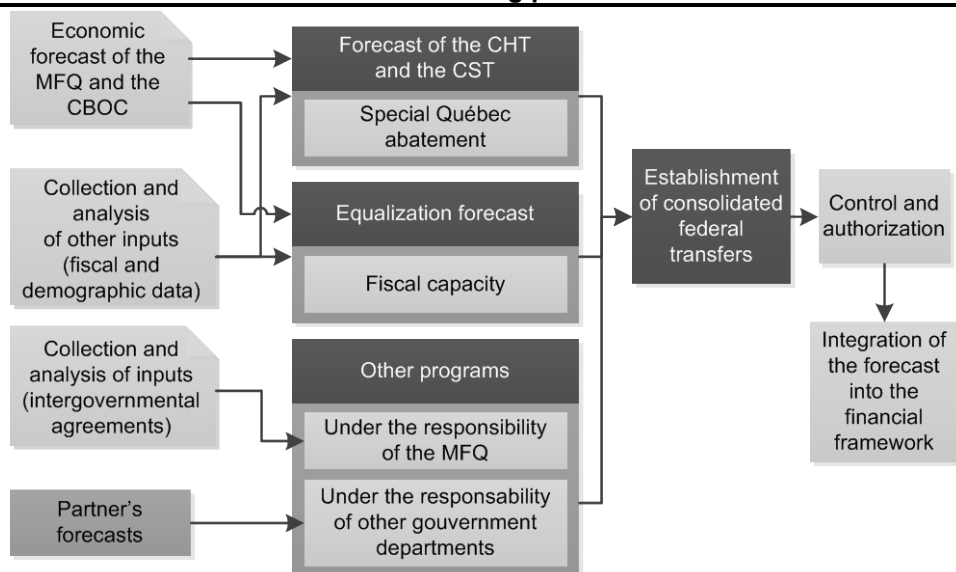 Economic
forecast of the
MFQ and the
CBOC
Collection and
analysis
of other inputs
(fiscal and
demographic data)
Collection and
analysis of inputs
(intergovernmental
agreements)
Partner's
forecasts
Forecast of the CHT
and the CST
Special Québec
abatement
Equalization forecast
Fiscal capacity
Other programs
Under the responsibility
of the MFQ
Under the responsability
of other gouvernment
departments
Establishment
of consolidated
federal
transfers
Control and
authorization
Integration of
the forecast
into the
financial
framework